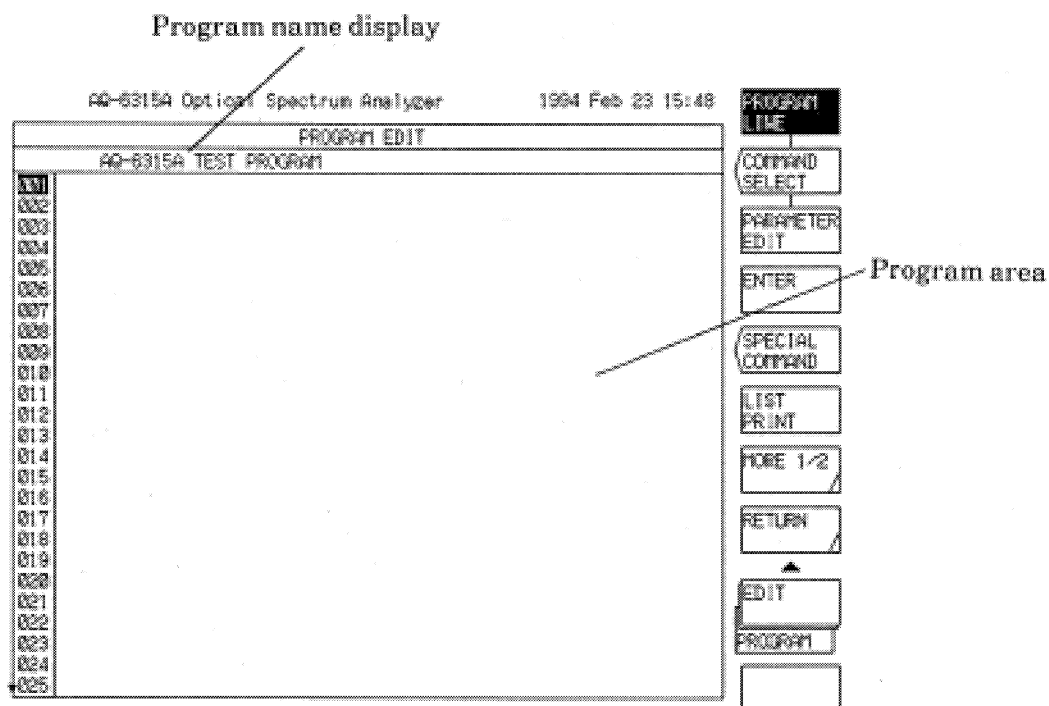 Program name display
AQ-6315A Optical Spectrum Analyzer 1994 Feb 23 15:48
PROGRAM EDIT
AQ-6315A TEST PROGRAM
001
002
003
004
005
006
007
008
009
010
011
012
013
014
015
016
017
018
019
020
021
022
023
024
025
PROGRAM
LINE
COMMAND
SELECT
PARAMETER
EDIT
ENTER
Program area
SPECIAL
COMMAND
LIST
PRINT
MORE 1/2
RETURN
EDIT
PROGRAM